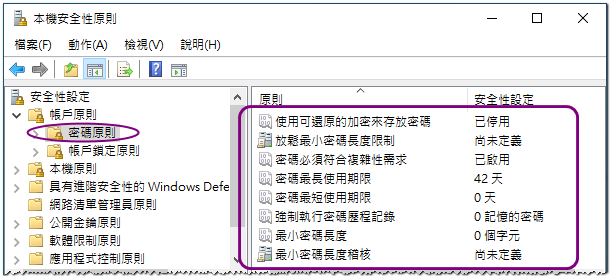 本機安全性原則
檔案(F) 動作(A) 檢視(V) 說明(H)
安全性設定
帳戶原則
密碼原則
帳戶鎖定原則
本機原則
具有進階安全性的 Windows Defe
網路清單管理員原則
公開金鑰原則
軟體限制原則
應用程式控制原則
原則 安全性設定
使用可還原的加密來存放密碼 已停用
放鬆最小密碼長度限制 尚未定義
密碼必須符合複雜性需求 已啟用
密碼最長使用期限 42 天
密碼最短使用期限 0 天
強制執行密碼歷程記錄 0 記憶的密碼
最小密碼長度 0 個字元
最小密碼長度稽核 尚未定義